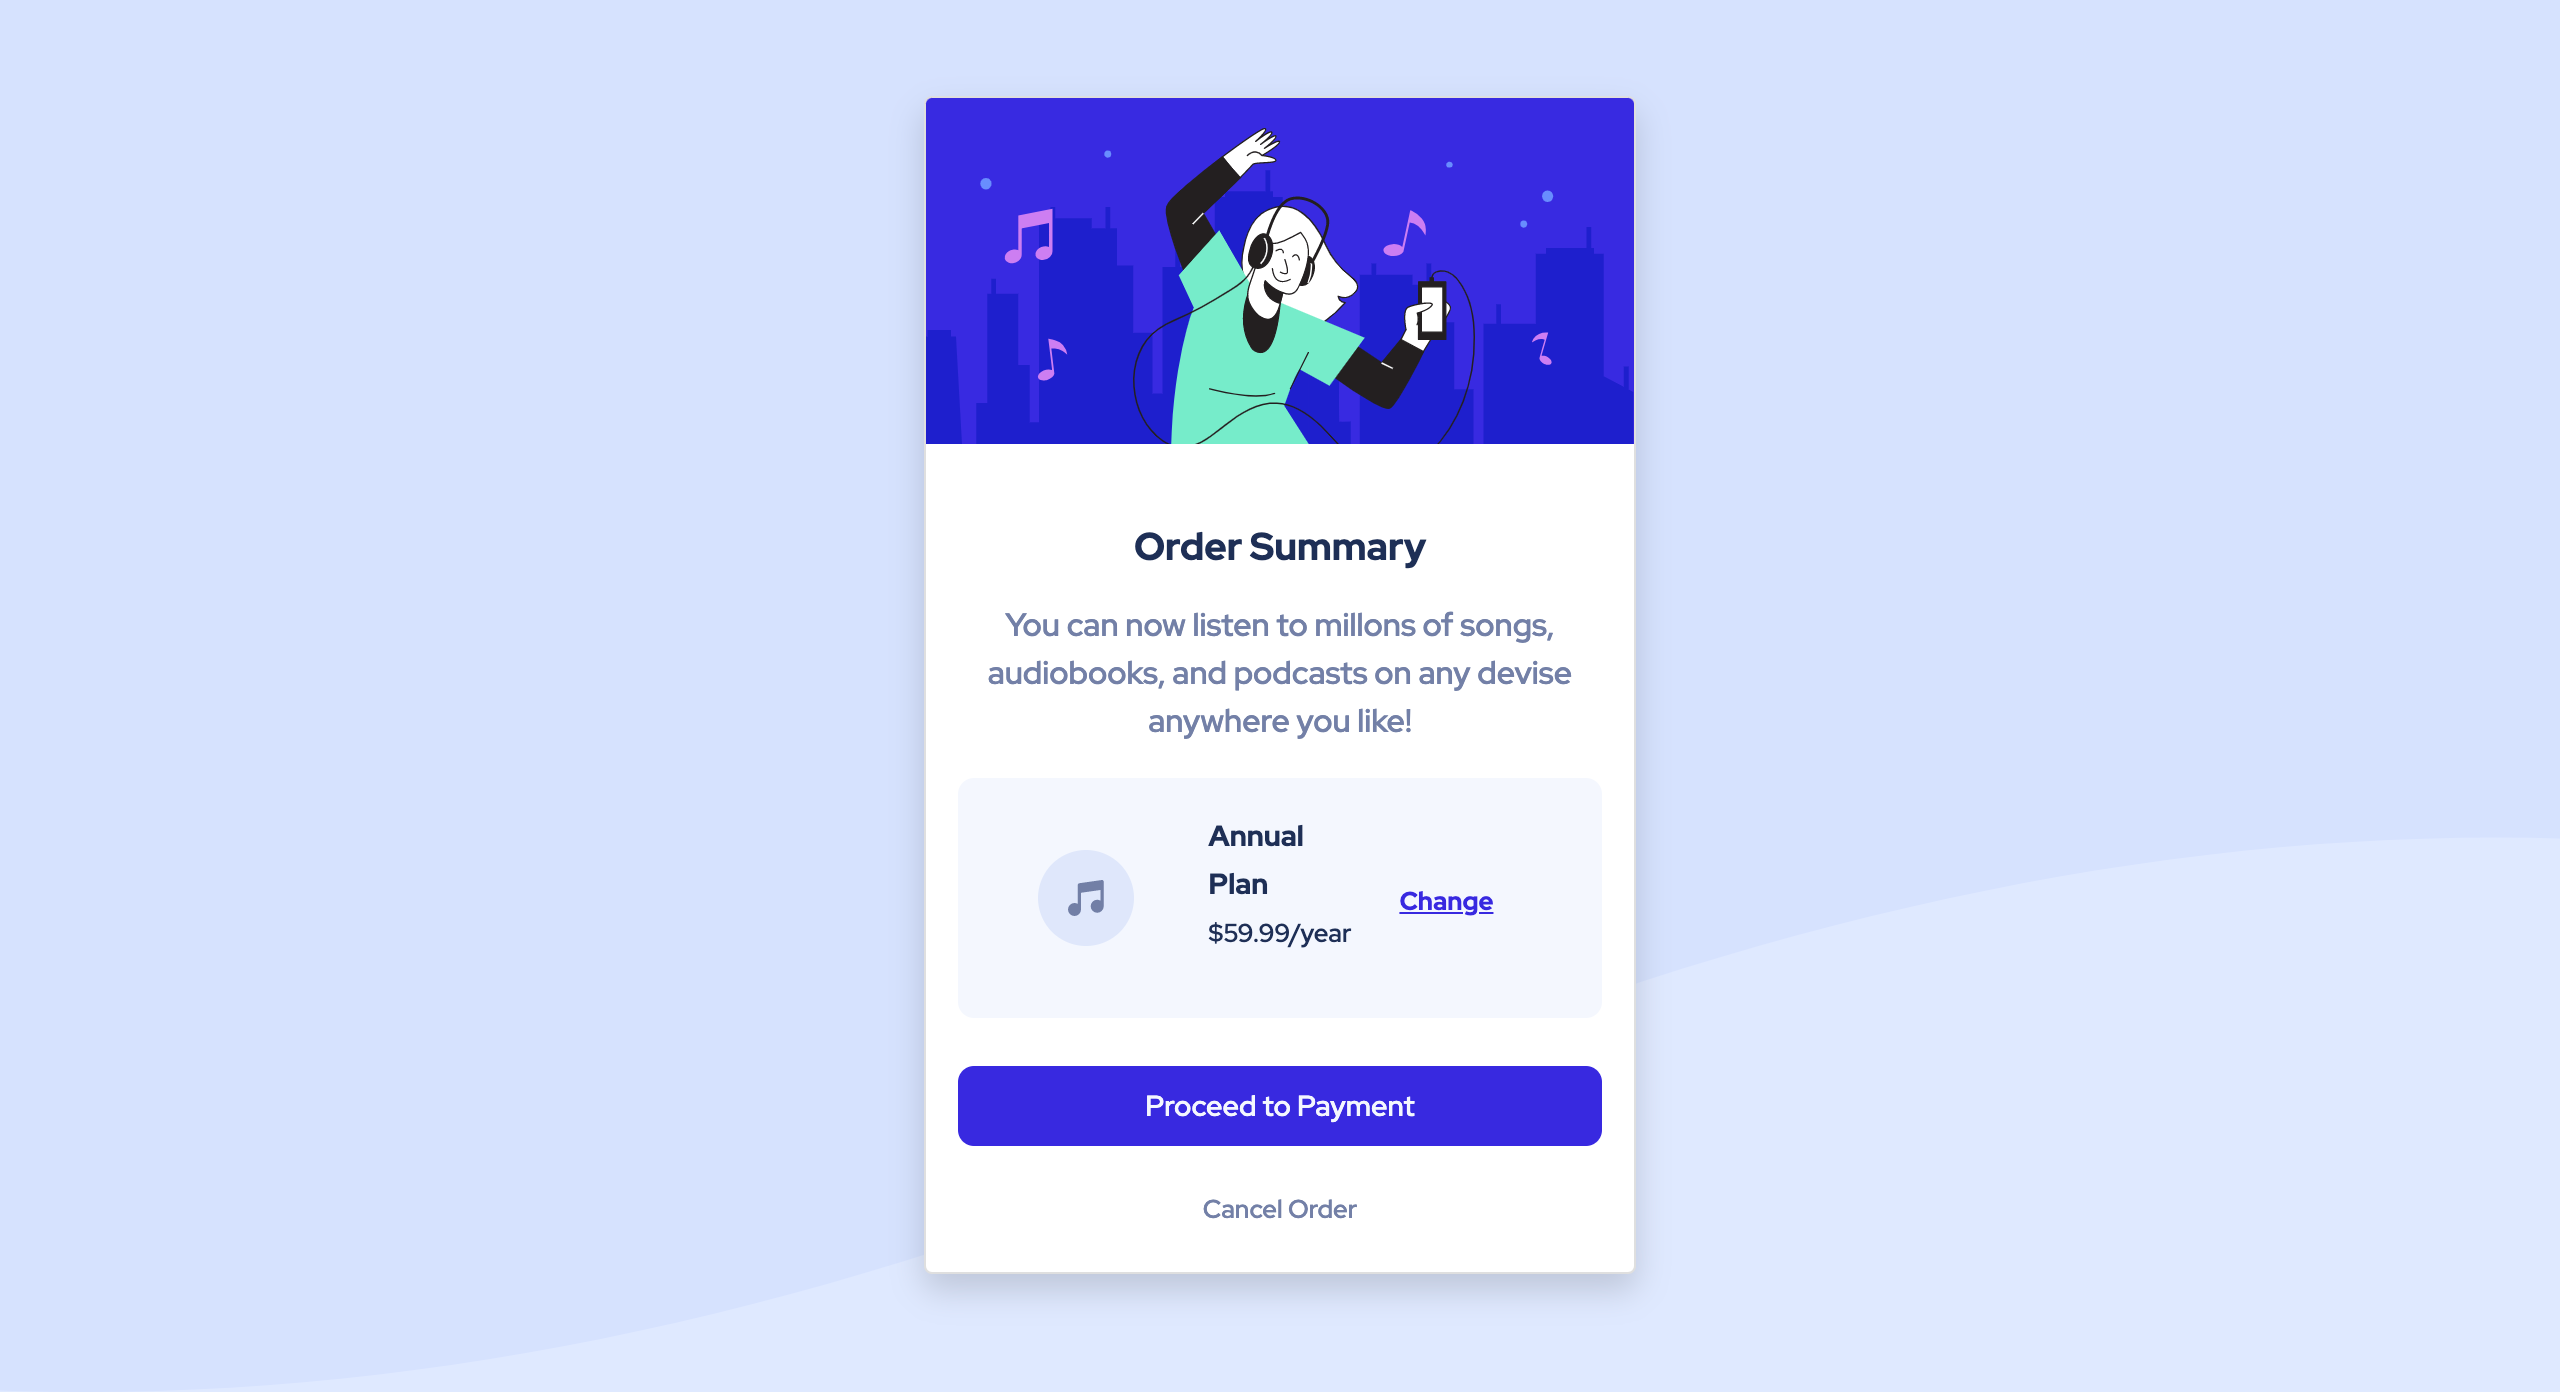 Order Summary
You can now listen to millons of songs,
audiobooks, and podcasts on any devise
anywhere you like!
Annual
Plan
$59.99/year
Change
Proceed to Payment
Cancel Order